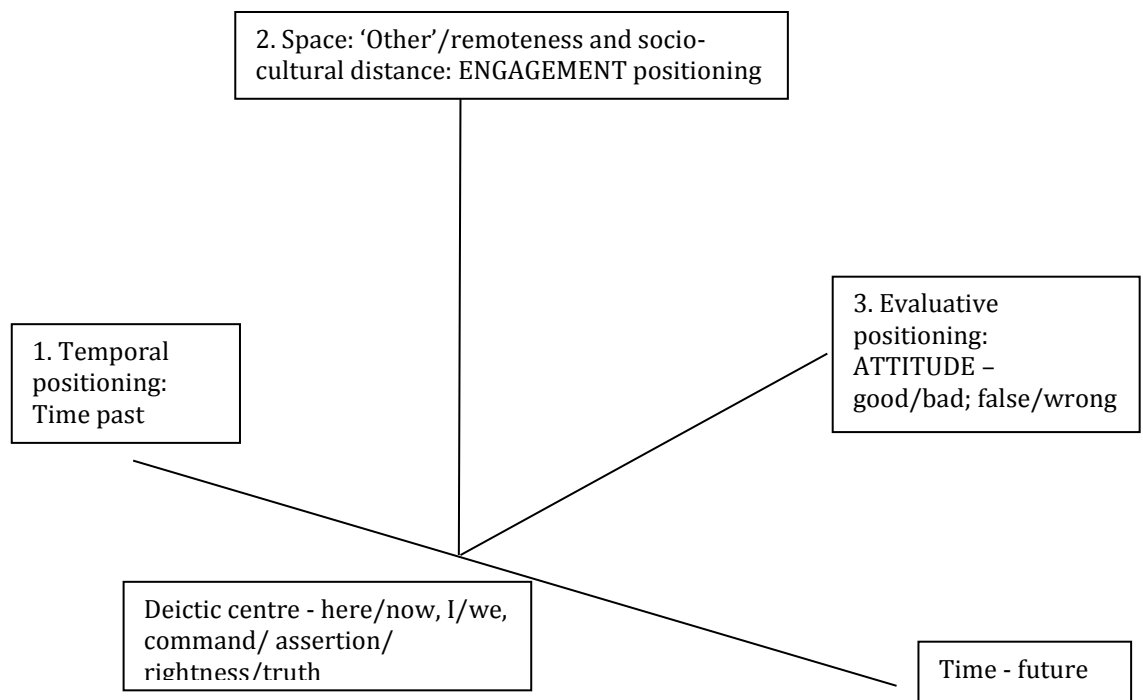 2. Space: ‘Other’/remoteness and socio-
cultural distance: ENGAGEMENT positioning
3. Evaluative
positioning:
ATTITUDE –
good/bad; false/wrong
1. Temporal
positioning:
Time past
Deictic centre - here/now, I/we,
command/ assertion/
rightness/truth
Time - future